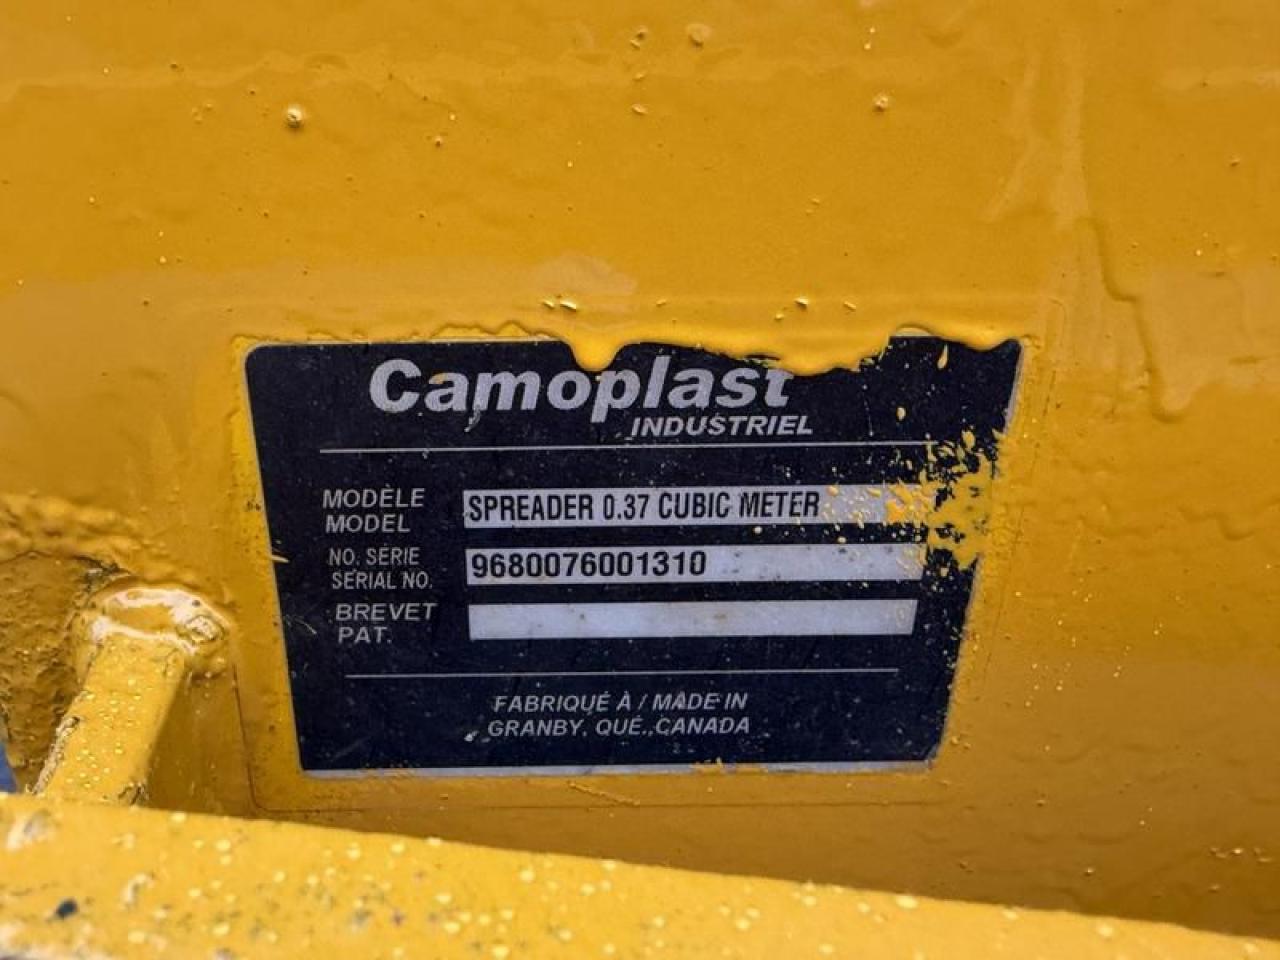 Camoplast
INDUSTRIEL
MODÈLE
MODEL
SPREADER 0.37 CUBIC METER
NO. SÉRIE
SERIAL NO.
9680076001310
BREVET
PAT.
FABRIQUÉ À / MADE IN
GRANBY, QUÉ., CANADA